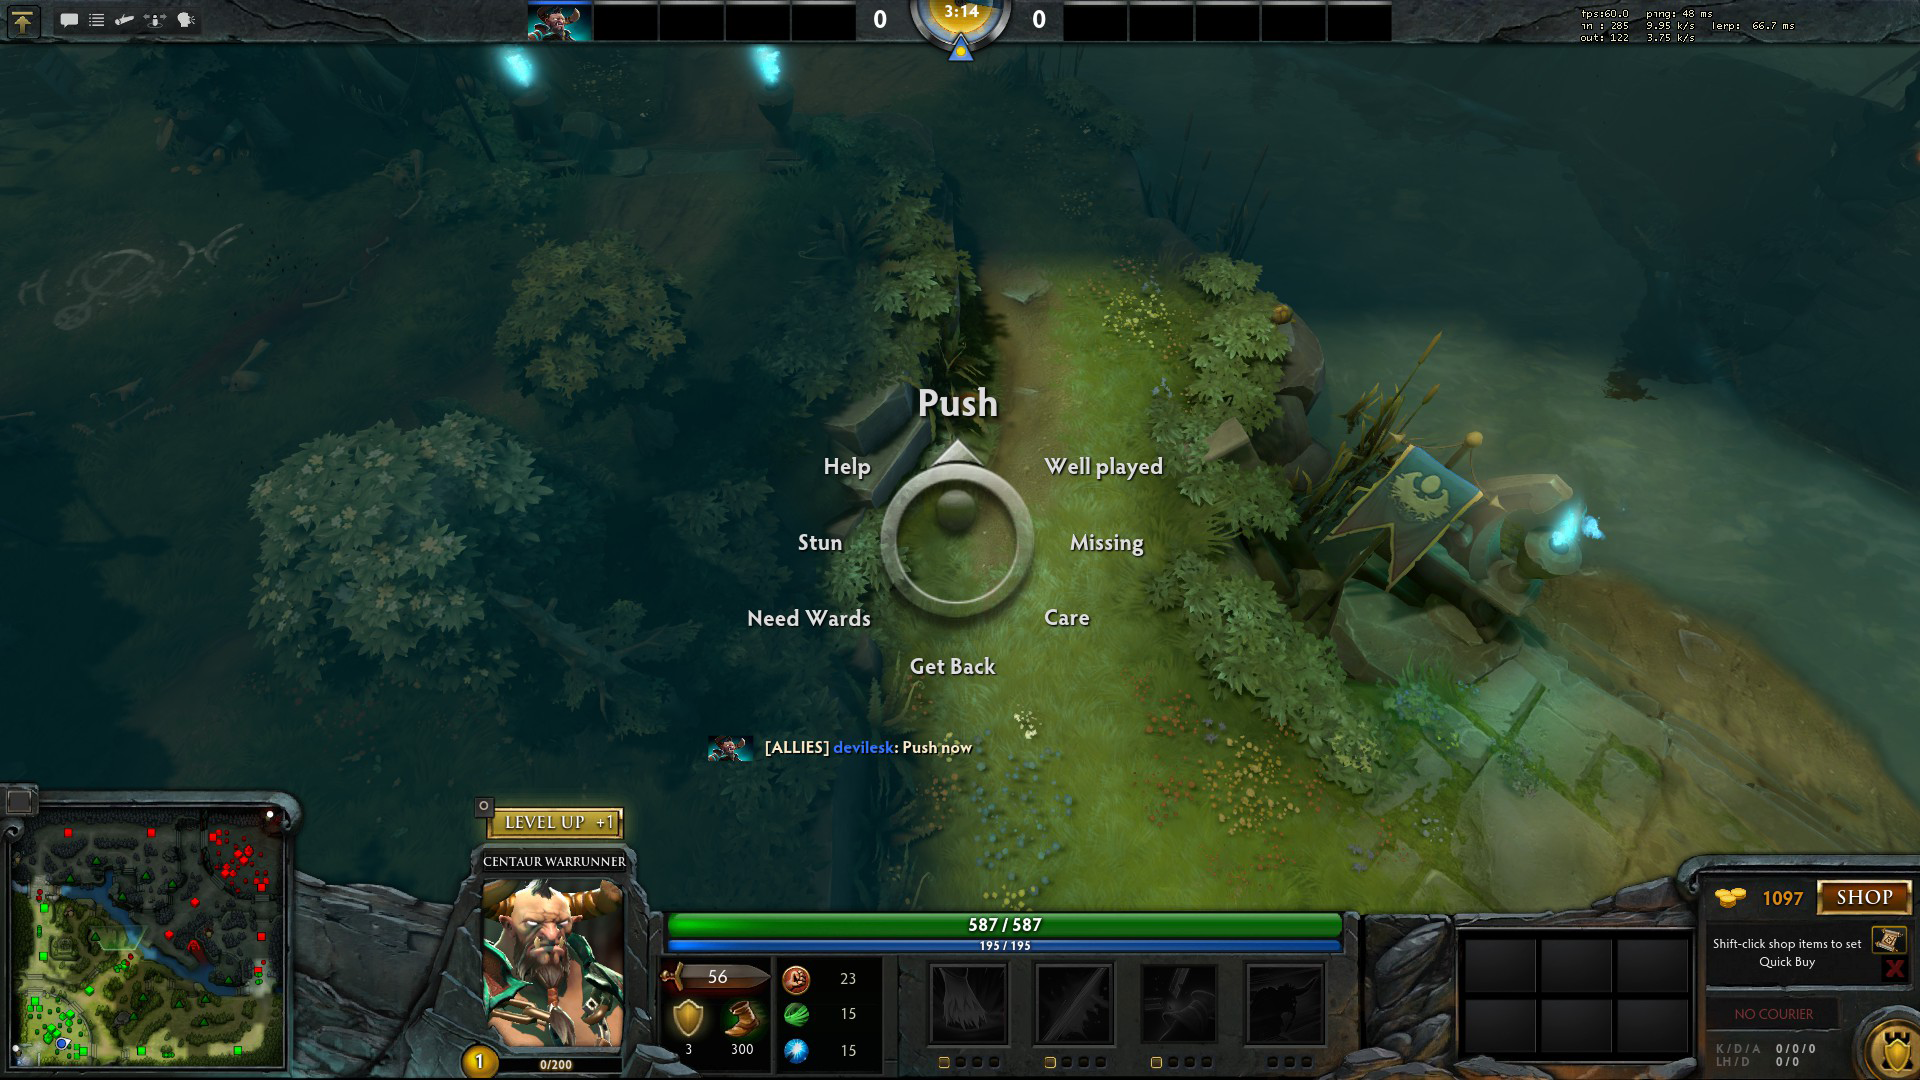 0
3:14
0
fps:60.0 ping: 48 ms
in : 285 9.95 k/s lerp: 66.7 ms
out: 122 3.75 k/s
Push
Help
Well played
Stun
Missing
Need Wards
Care
Get Back
[ALLIES] devilesk: Push now
O
LEVEL UP +1
CENTAUR WARRUNNER
1
0/200
587 / 587
195 / 195
56
3
300
23
15
15
1097
SHOP
Shift-click shop items to set
Quick Buy
NO COURIER
K/D/A 0/0/0
LH/D 0/0